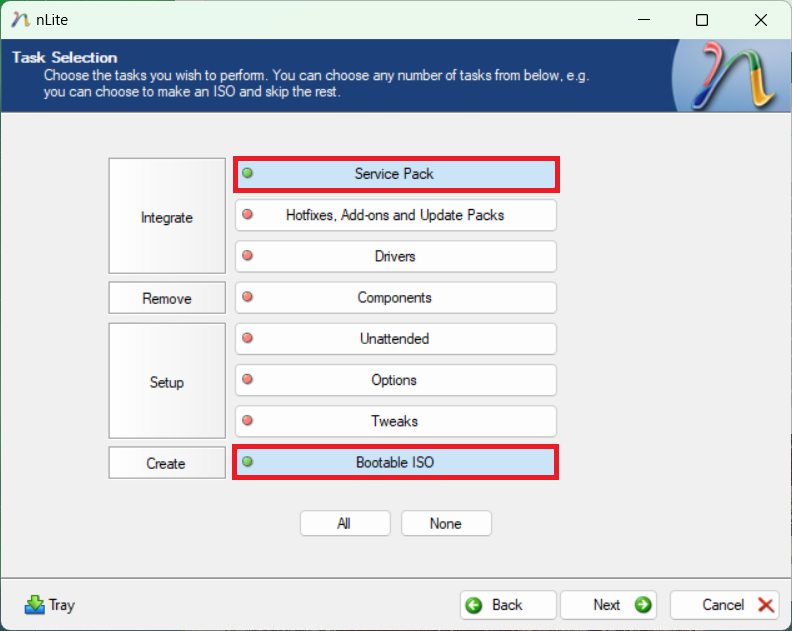 nLite
Task Selection
Choose the tasks you wish to perform. You can choose any number of tasks from below, e.g.
you can choose to make an ISO and skip the rest.
Integrate
Service Pack
Hotfixes, Add-ons and Update Packs
Drivers
Remove
Components
Setup
Unattended
Options
Tweaks
Create
Bootable ISO
All
None
Tray
Back
Next
Cancel